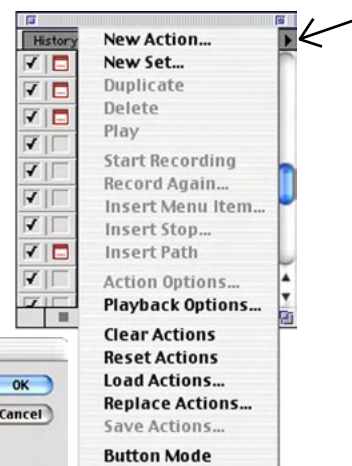 History
New Action...
New Set...
Duplicate
Delete
Play
Start Recording
Record Again...
Insert Menu Item...
Insert Stop...
Insert Path
Action Options...
Playback Options...
Clear Actions
Reset Actions
Load Actions...
Replace Actions...
Save Actions...
Button Mode
OK
Cancel